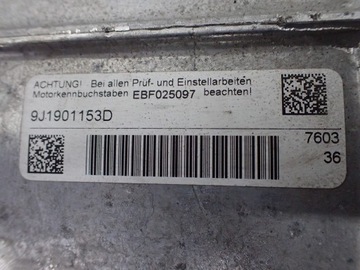 ACHTUNG! Bei allen Prüf- und Einstellarbeiten
Motorkennbuchstaben EBF025097 beachten!
9J1901153D
7603
36